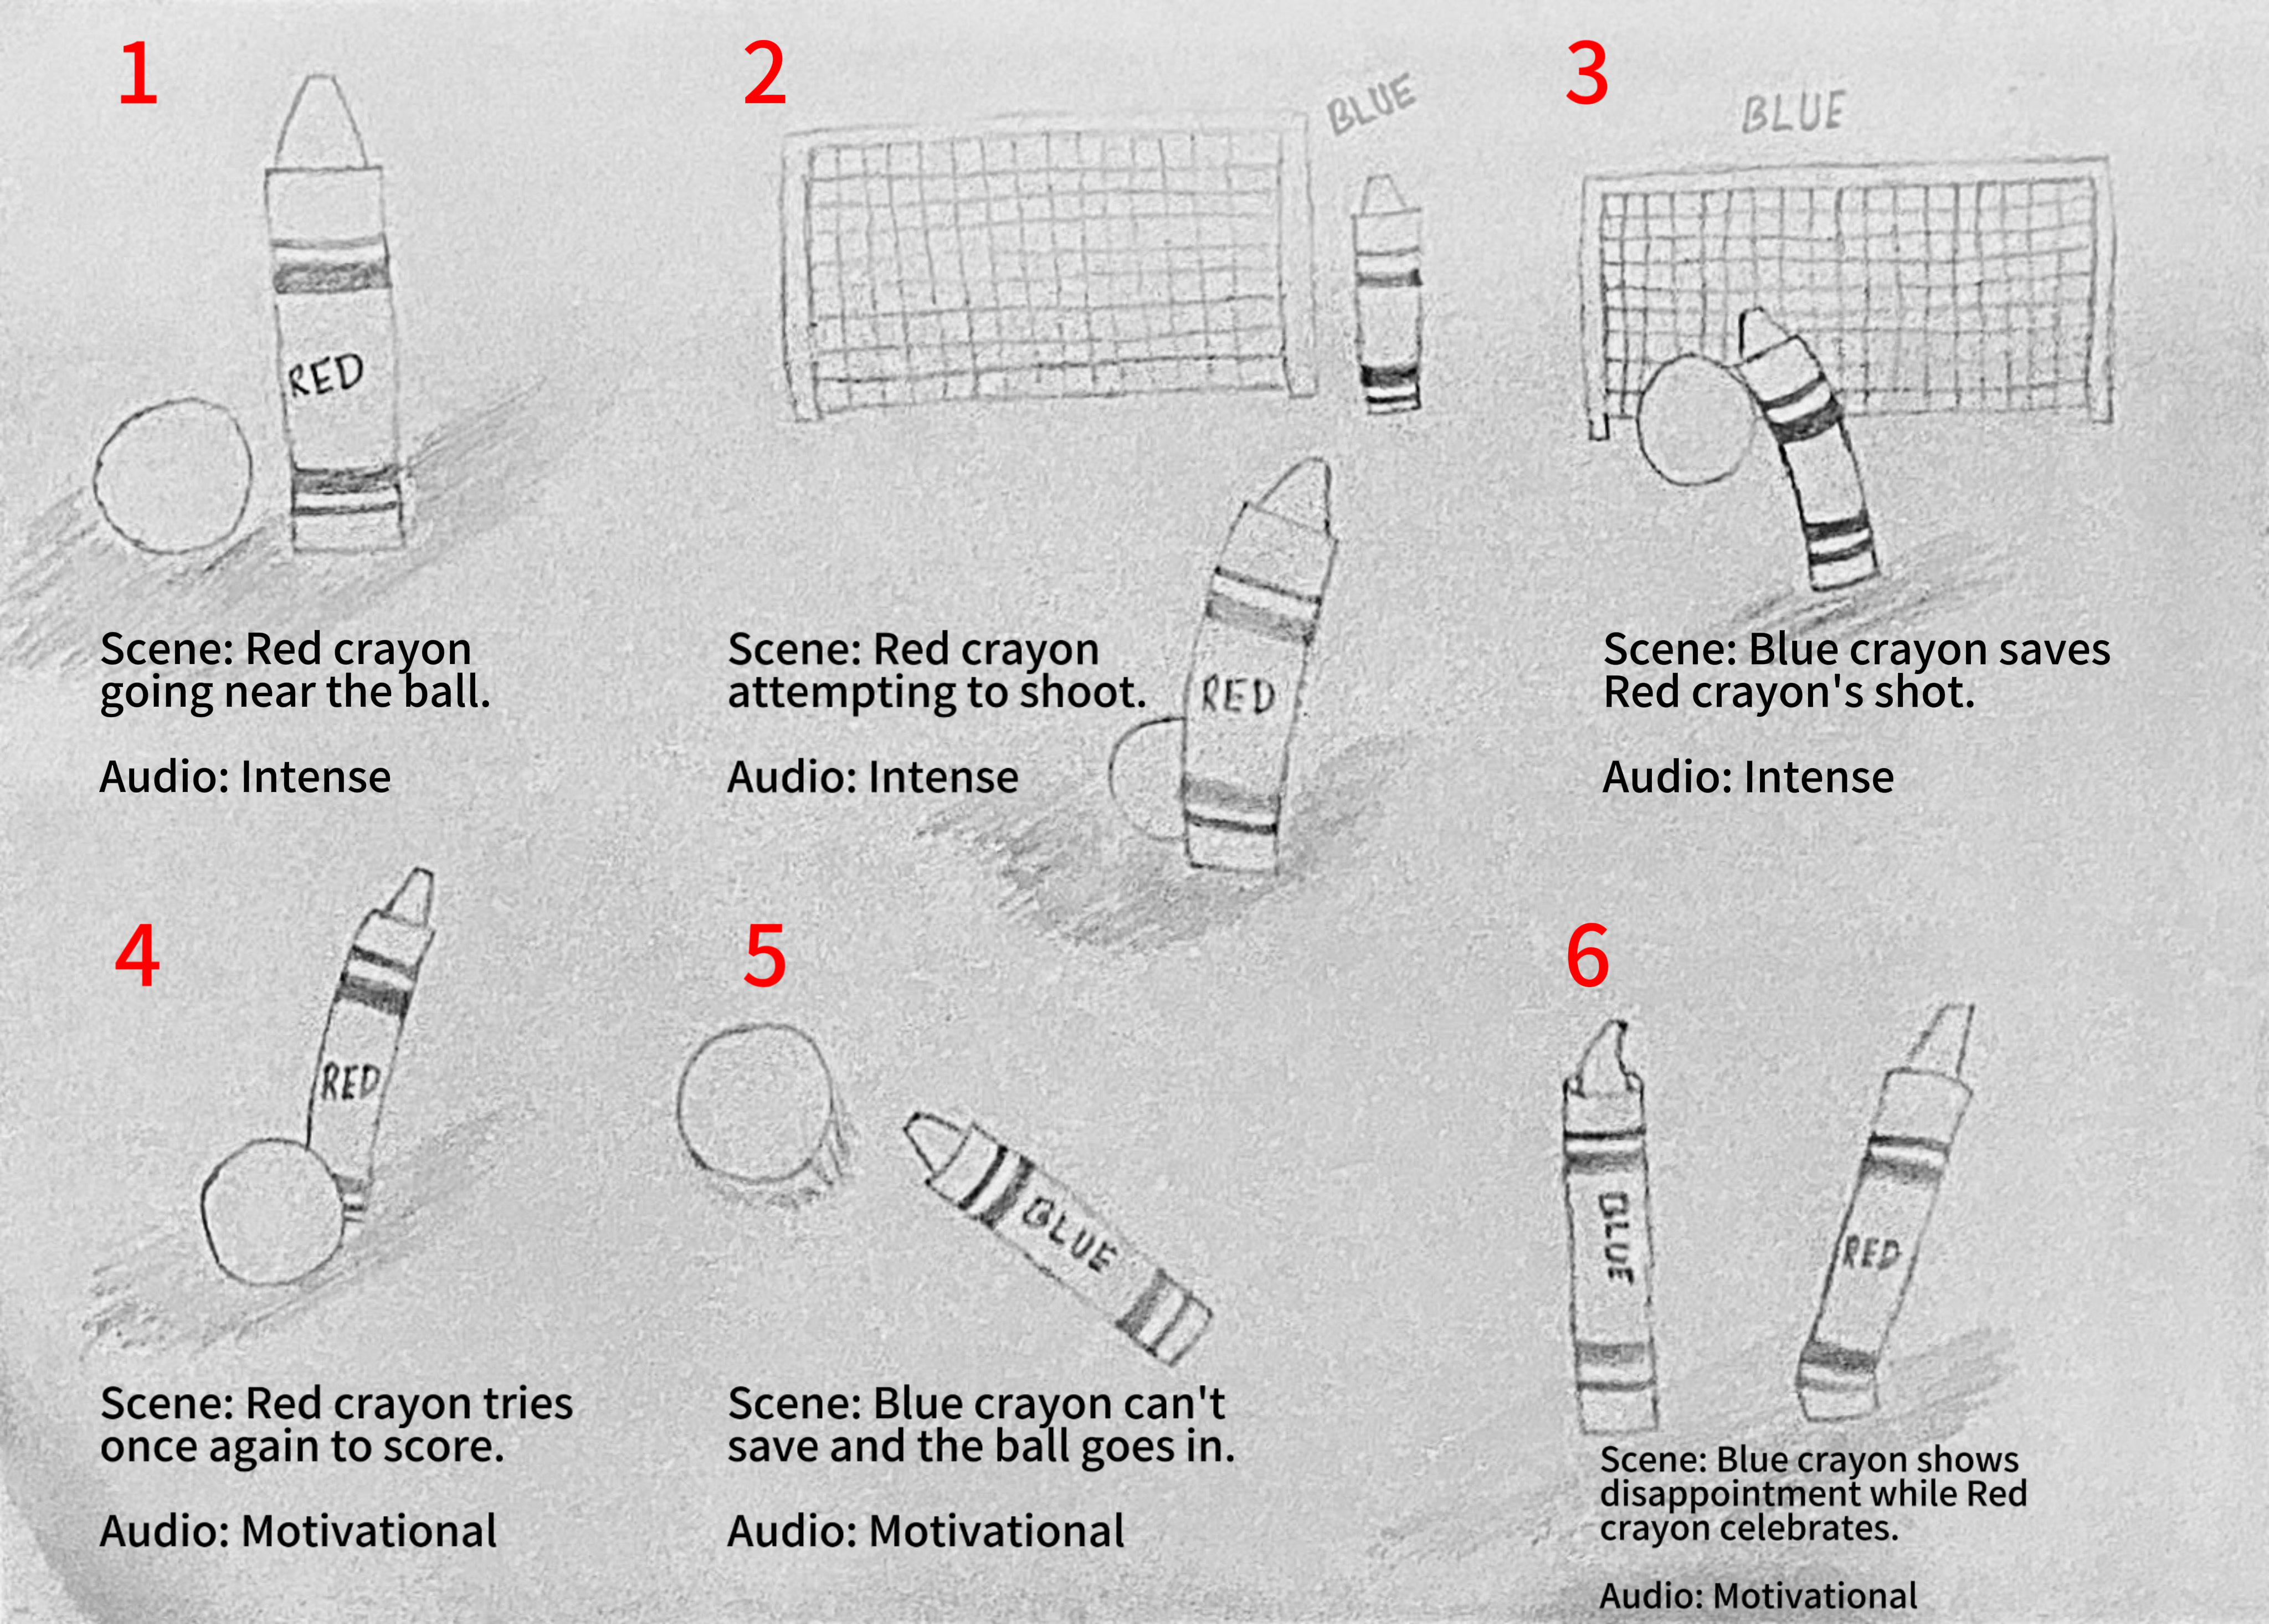 1
RED
Scene: Red crayon
going near the ball.
Audio: Intense
2
BLUE
RED
Scene: Red crayon
attempting to shoot.
Audio: Intense
3
BLUE
Scene: Blue crayon saves
Red crayon's shot.
Audio: Intense
4
RED
Scene: Red crayon tries
once again to score.
Audio: Motivational
5
BLUE
Scene: Blue crayon can't
save and the ball goes in.
Audio: Motivational
6
BLUE
RED
Scene: Blue crayon shows
disappointment while Red
crayon celebrates.
Audio: Motivational